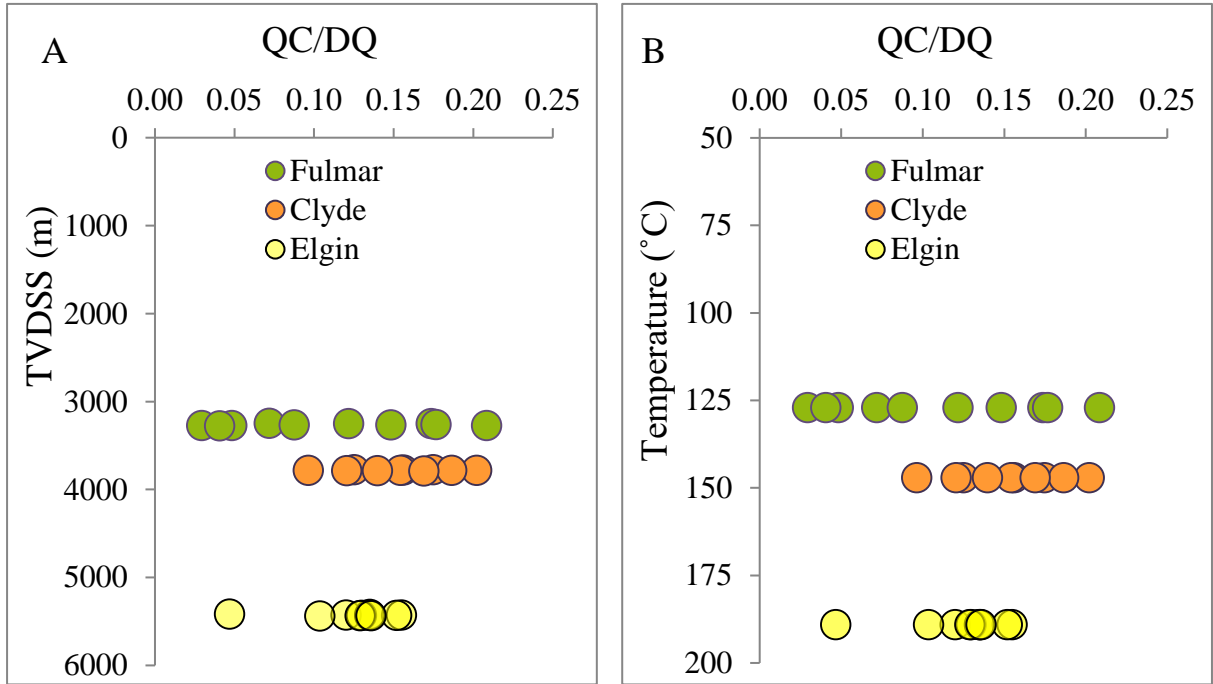 A
QC/DQ
0.00 0.05 0.10 0.15 0.20 0.25
0
1000
2000
3000
4000
5000
6000
TVDSS (m)
Fulmar
Clyde
Elgin
B
QC/DQ
0.00 0.05 0.10 0.15 0.20 0.25
50
75
100
125
150
175
200
Temperature (˚C)
Fulmar
Clyde
Elgin